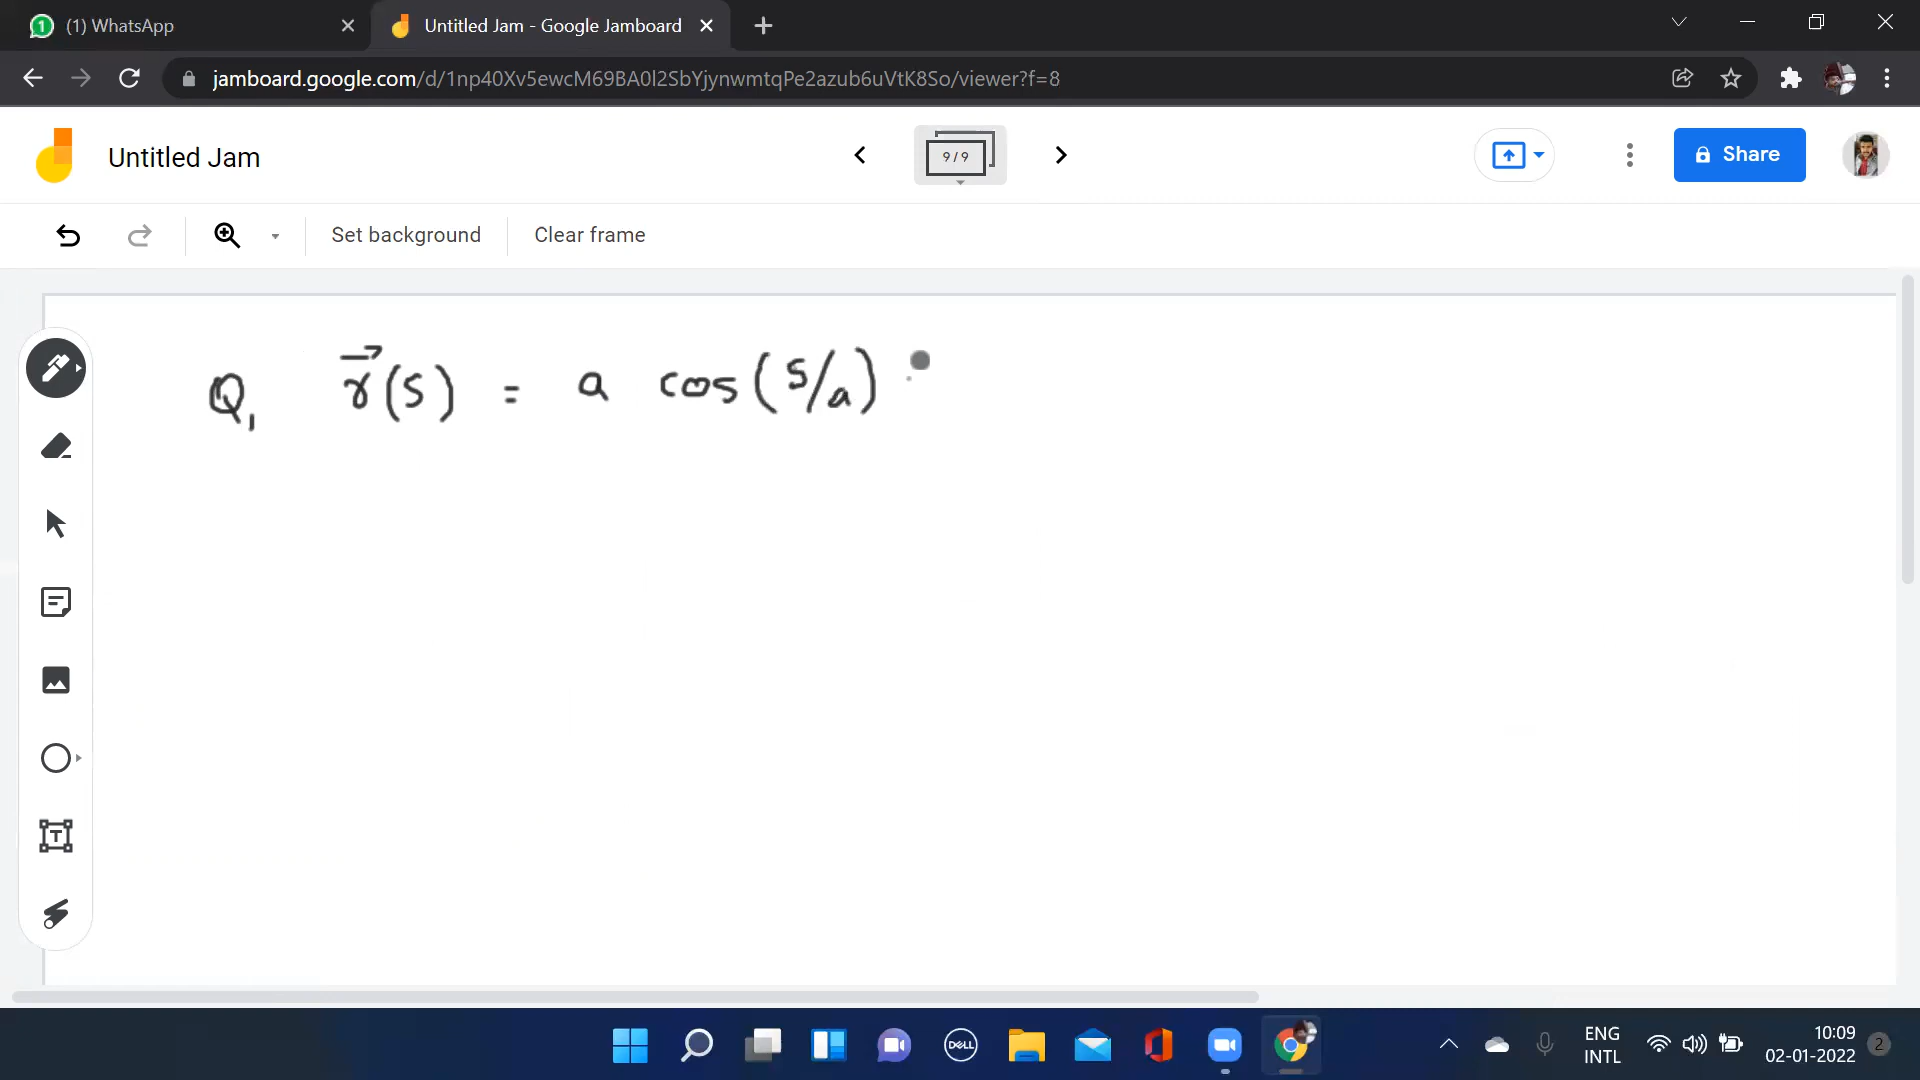 (1) WhatsApp
Untitled Jam - Google Jamboard
jamboard.google.com/d/1np40Xv5ewcM69BA0l2SbYjynwmtqPe2azub6uVtK8So/viewer?f=8
Untitled Jam
9 / 9
Share
Set background
Clear frame
Q, r⃗(s) = a cos(s/a)
DELL
ENG
INTL
10:09
02-01-2022
2